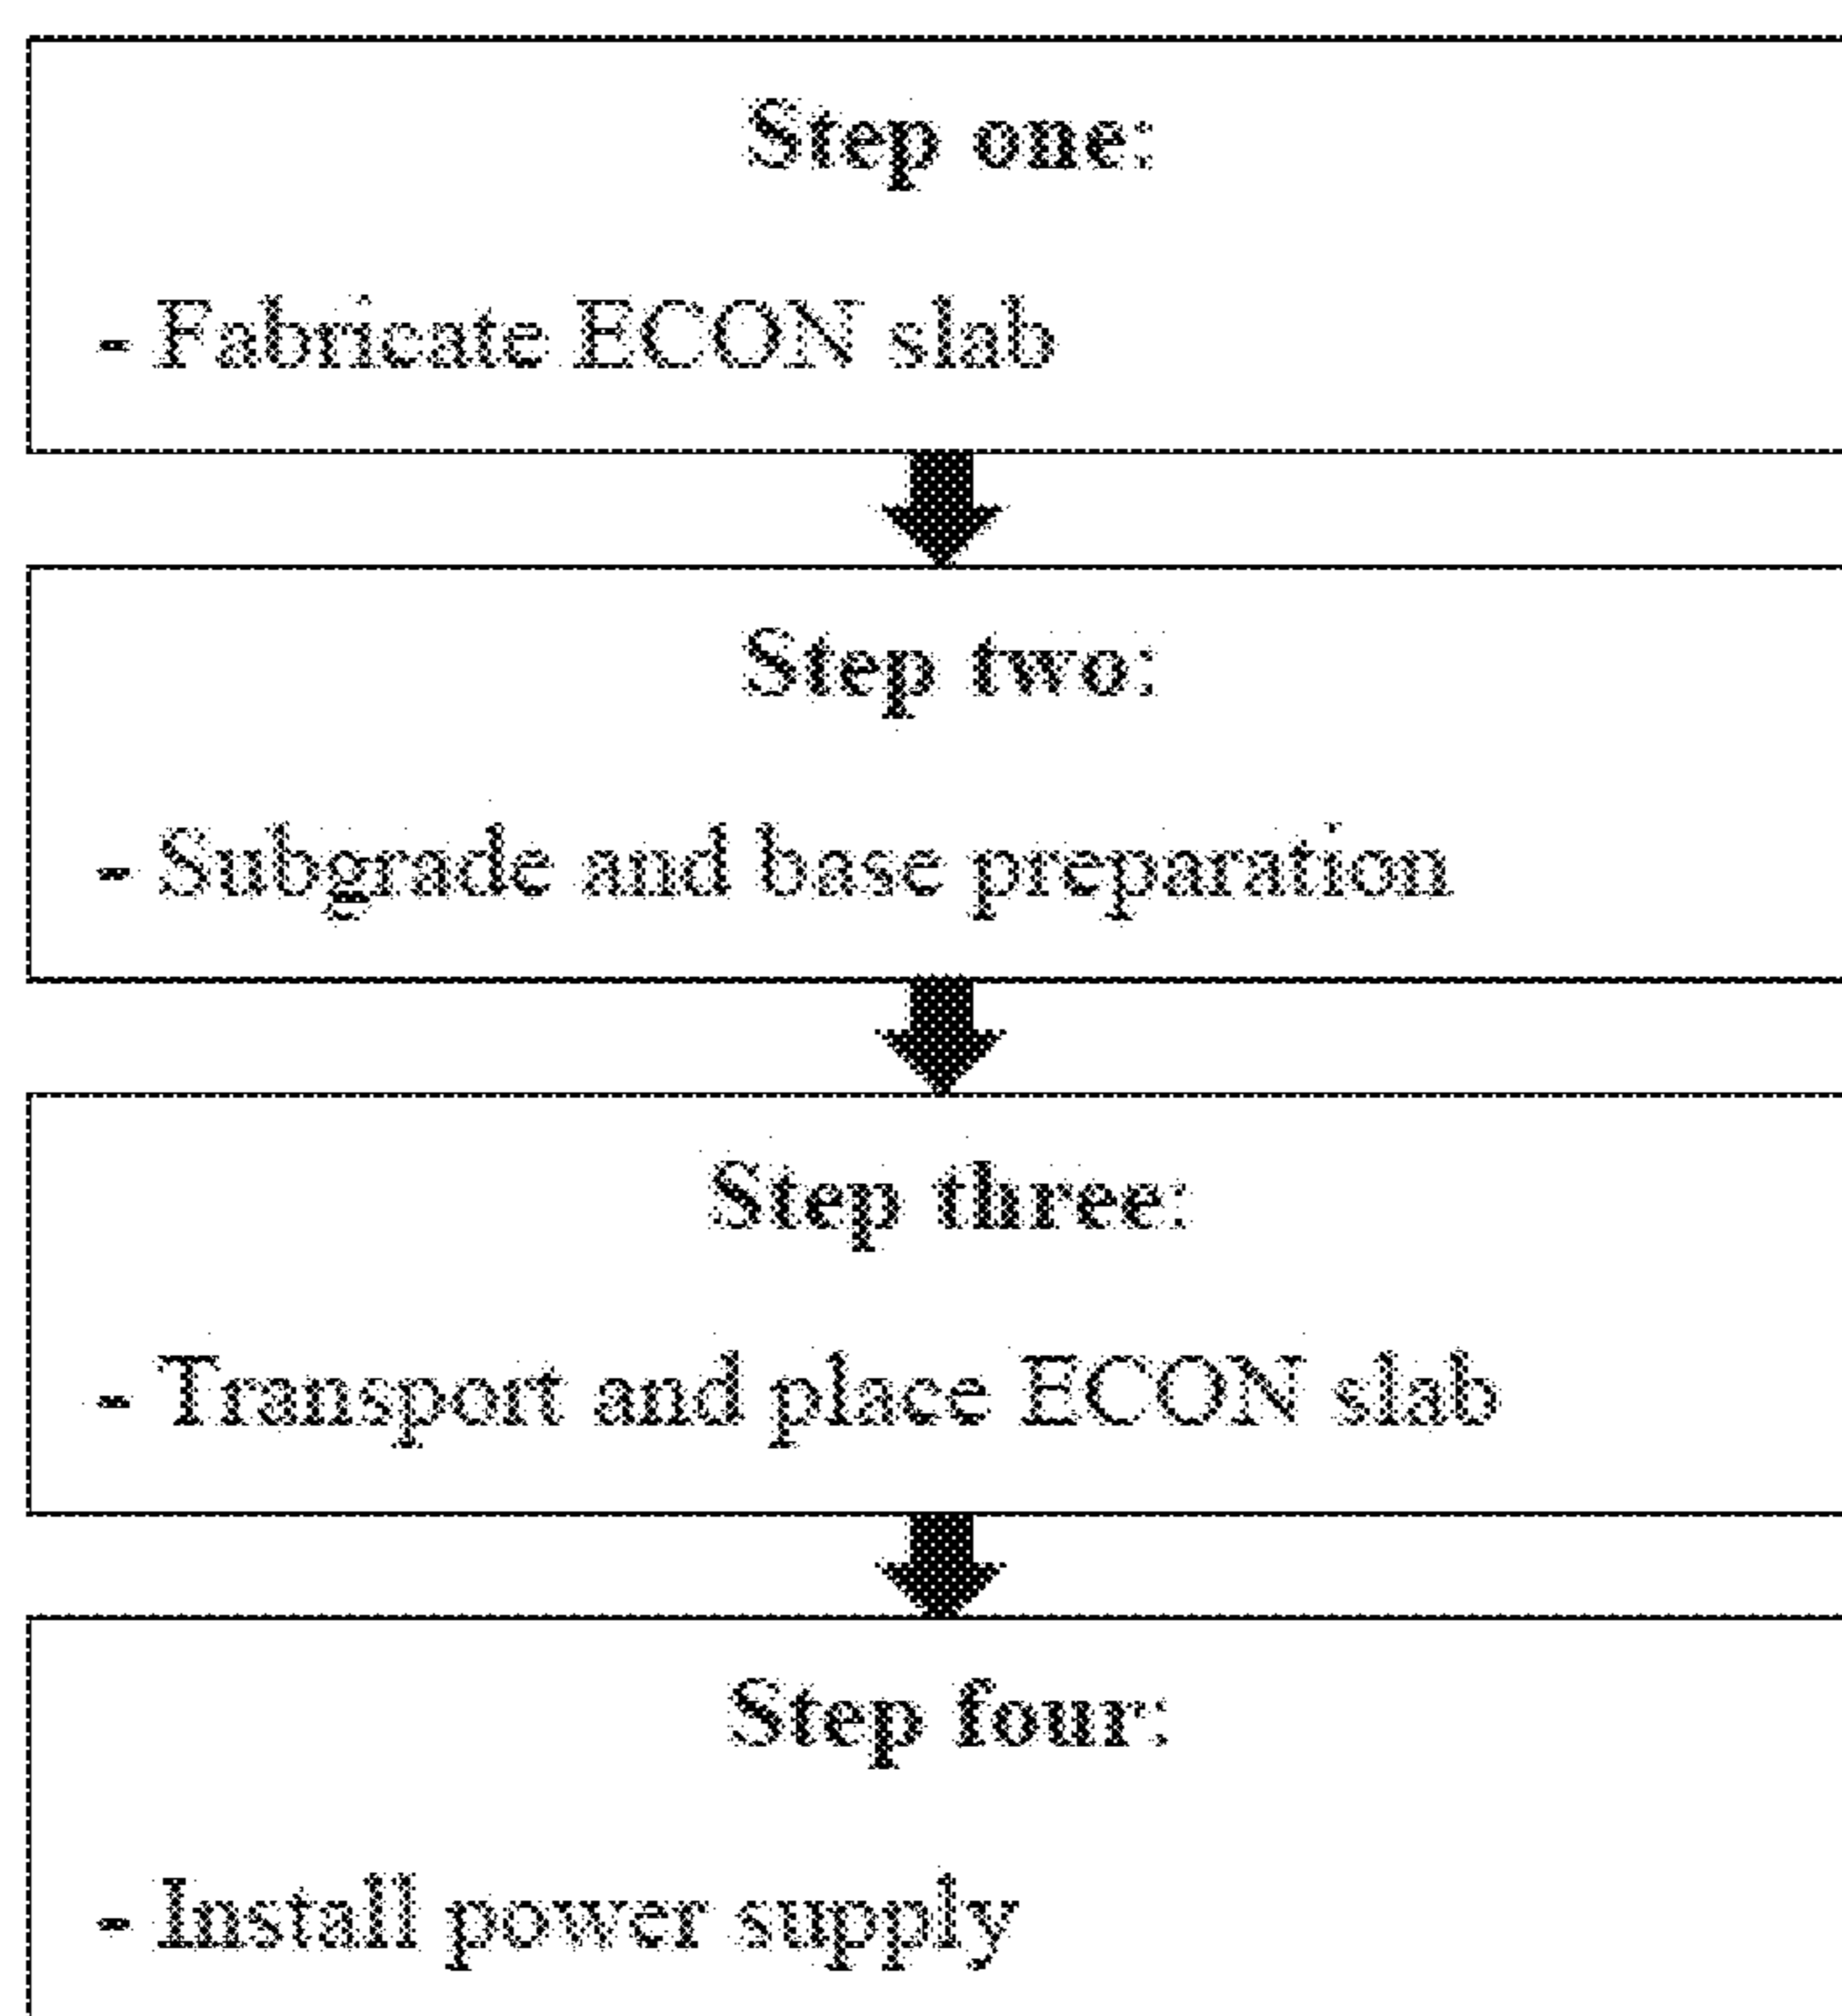 Step one:
- Fabricate ECON slab
Step two:
- Subgrade and base preparation
Step three:
- Transport and place ECON slab
Step four:
- Install power supply